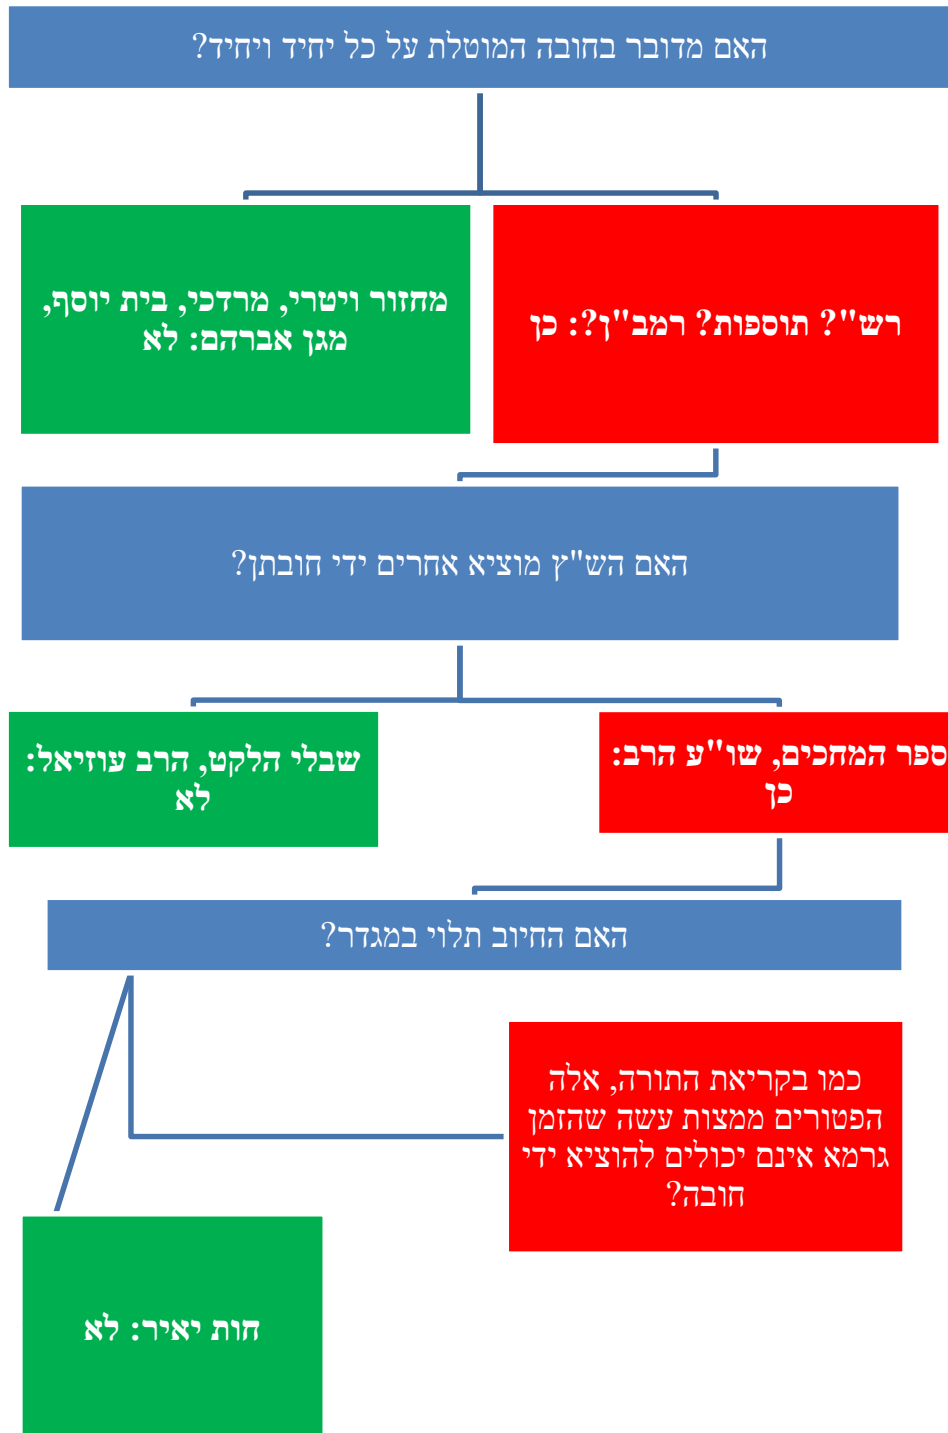 האם מדובר בחובה המוטלת על כל יחיד ויחיד?
רש"? תוספות? רמב"ן?: כן
מחזור ויטרי, מרדכי, בית יוסף,
מגן אברהם: לא
האם הש"ץ מוציא אחרים ידי חובתן?
ספר המחכים, שו"ע הרב:
כן
שבלי הלקט, הרב עוזיאל:
לא
האם החיוב תלוי במגדר?
כמו בקריאת התורה, אלה
הפטורים ממצות עשה שהזמן
גרמא אינם יכולים להוציא ידי
חובה?
חות יאיר: לא